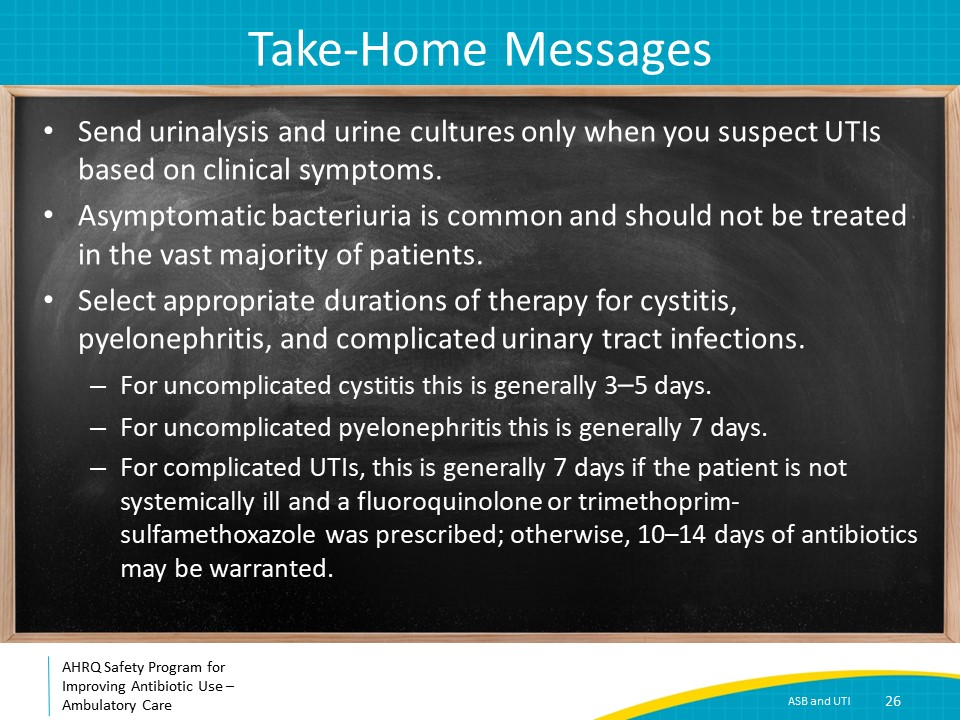 Take-Home Messages
• Send urinalysis and urine cultures only when you suspect UTIs
based on clinical symptoms.
• Asymptomatic bacteriuria is common and should not be treated
in the vast majority of patients.
• Select appropriate durations of therapy for cystitis,
pyelonephritis, and complicated urinary tract infections.
– For uncomplicated cystitis this is generally 3–5 days.
– For uncomplicated pyelonephritis this is generally 7 days.
– For complicated UTIs, this is generally 7 days if the patient is not
systemically ill and a fluoroquinolone or trimethoprim-
sulfamethoxazole was prescribed; otherwise, 10–14 days of antibiotics
may be warranted.
AHRQ Safety Program for
Improving Antibiotic Use –
Ambulatory Care
ASB and UTI 26